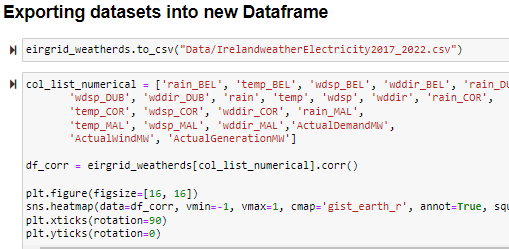 Exporting datasets into new Dataframe
eirgrid_weatherds.to_csv("Data/IrelandweatherElectricity2017_2022.csv")
col_list_numerical = ['rain_BEL', 'temp_BEL', 'wdsp_BEL', 'wddir_BEL', 'rain_DU
'wdsp_DUB', 'wddir_DUB', 'rain', 'temp', 'wdsp', 'wddir', 'rain_COR',
'temp_COR', 'wdsp_COR', 'wddir_COR', 'rain_MAL',
'temp_MAL', 'wdsp_MAL', 'wddir_MAL','ActualDemandMW',
'ActualWindMW', 'ActualGenerationMW']
df_corr = eirgrid_weatherds[col_list_numerical].corr()
plt.figure(figsize=[16, 16])
sns.heatmap(data=df_corr, vmin=-1, vmax=1, cmap='gist_earth_r', annot=True, squ
plt.xticks(rotation=90)
plt.yticks(rotation=0)